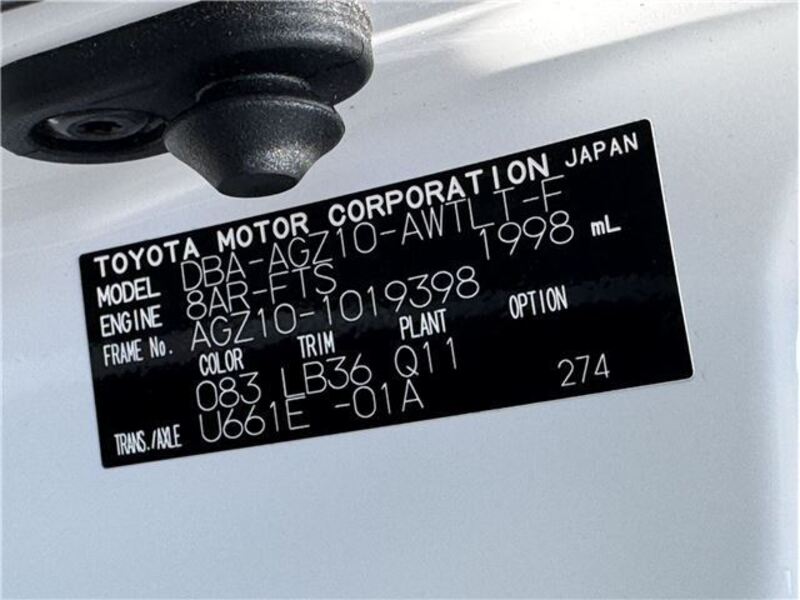 TOYOTA MOTOR CORPORATION JAPAN
MODEL DBA-AGZ10-AWTLT-F
ENGINE 8AR-FTS 1998 mL
FRAME No. AGZ10-1019398
COLOR TRIM PLANT OPTION
083 LB36 Q11
TRANS./AXLE U661E -01A 274